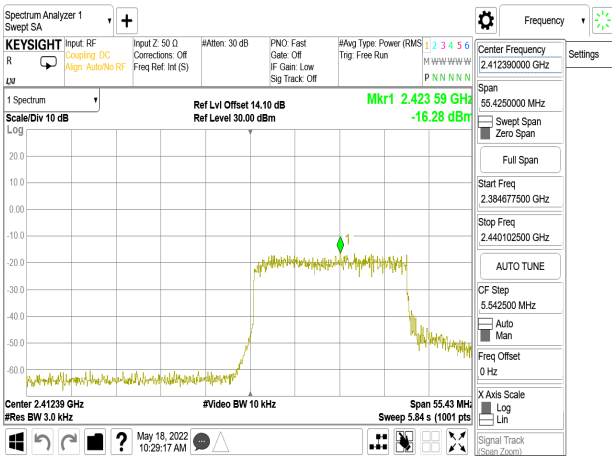 Spectrum Analyzer 1
Swept SA
Frequency
KEYSIGHT
R
Input: RF
Coupling: DC
Align: Auto/No RF
Input Z: 50 Ω
Corrections: Off
Freq Ref: Int (S)
#Atten: 30 dB
PNO: Fast
Gate: Off
IF Gain: Low
Sig Track: Off
#Avg Type: Power (RMS
Trig: Free Run
1 2 3 4 5 6
M W W W W W
P N N N N N
1 Spectrum
Scale/Div 10 dB
Log
Ref Lvl Offset 14.10 dB
Ref Level 30.00 dBm
Mkr1 2.423 59 GHz
-16.28 dBm
20.0
10.0
0.00
-10.0
-20.0
-30.0
-40.0
-50.0
-60.0
1
Center 2.41239 GHz
#Res BW 3.0 kHz
#Video BW 10 kHz
Span 55.43 MHz
Sweep 5.84 s (1001 pts
May 18, 2022
10:29:17 AM
?
Center Frequency
2.412390000 GHz
Span
55.4250000 MHz
Swept Span
Zero Span
Full Span
Start Freq
2.384677500 GHz
Stop Freq
2.440102500 GHz
AUTO TUNE
CF Step
5.542500 MHz
Auto
Man
Freq Offset
0 Hz
X Axis Scale
Log
Lin
Signal Track
(Span Zoom)
Settings